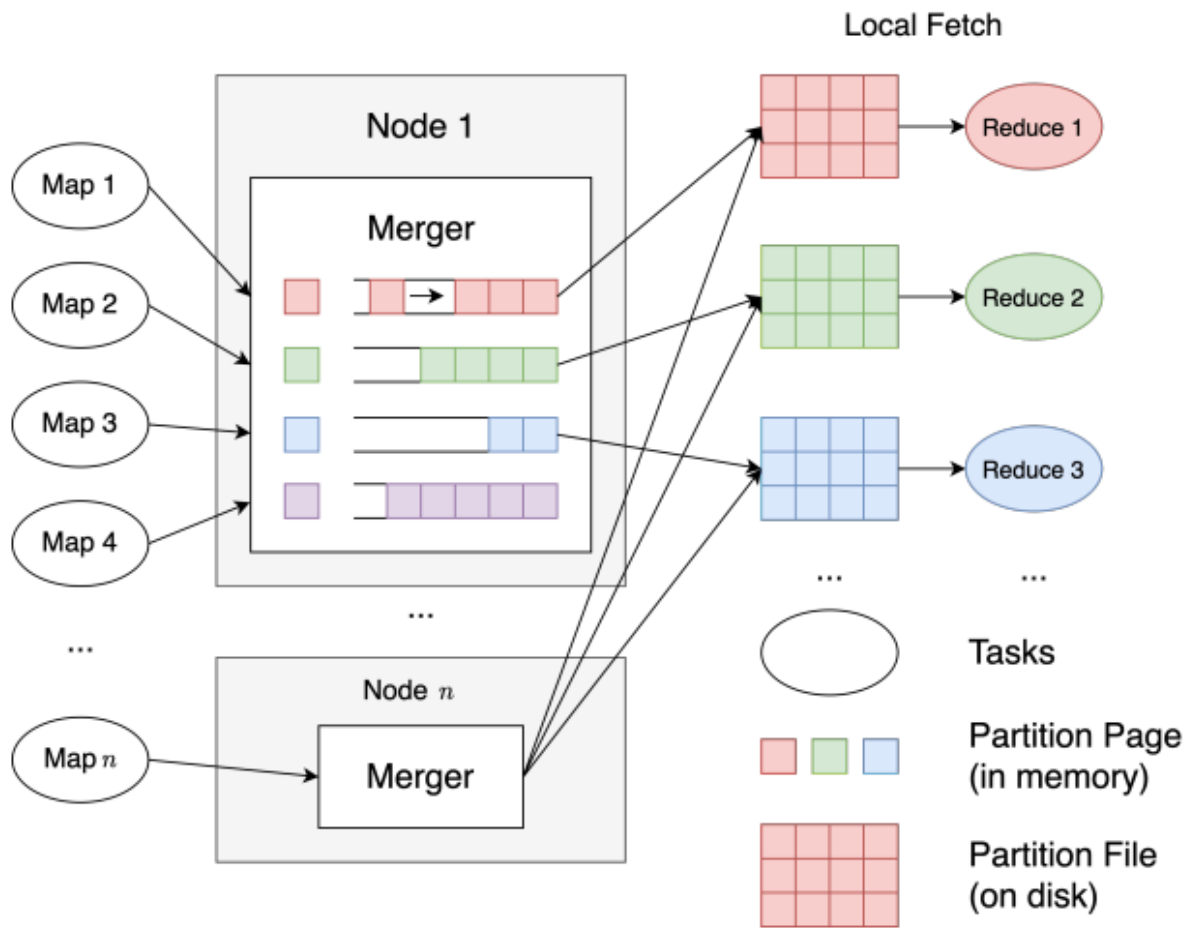 Local Fetch
Node 1
Merger
Map 1
Map 2
Map 3
Map 4
...
Map n
...
Node n
Merger
Reduce 1
Reduce 2
Reduce 3
...
...
Tasks
Partition Page
(in memory)
Partition File
(on disk)